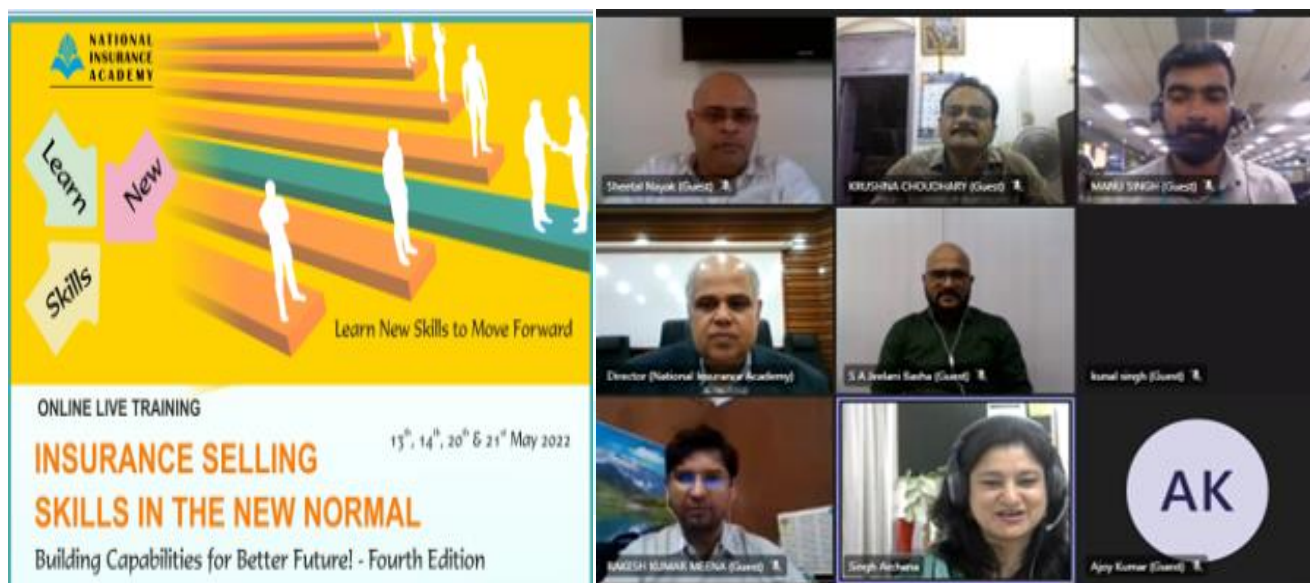 NATIONAL
INSURANCE
ACADEMY
Learn
New
Skills
Learn New Skills to Move Forward
ONLINE LIVE TRAINING
13th, 14th, 20th & 21st May 2022
INSURANCE SELLING
SKILLS IN THE NEW NORMAL
Building Capabilities for Better Future! - Fourth Edition
Sheetal Nayak (Guest)
KRUSHNA CHOUDHARY (Guest)
MANU SINGH (Guest)
Director (National Insurance Academy)
S A Jeelani Basha (Guest)
kunal singh (Guest)
RAKESH KUMAR MEENA (Guest)
Singh Archana
AK
Ajoy Kumar (Guest)